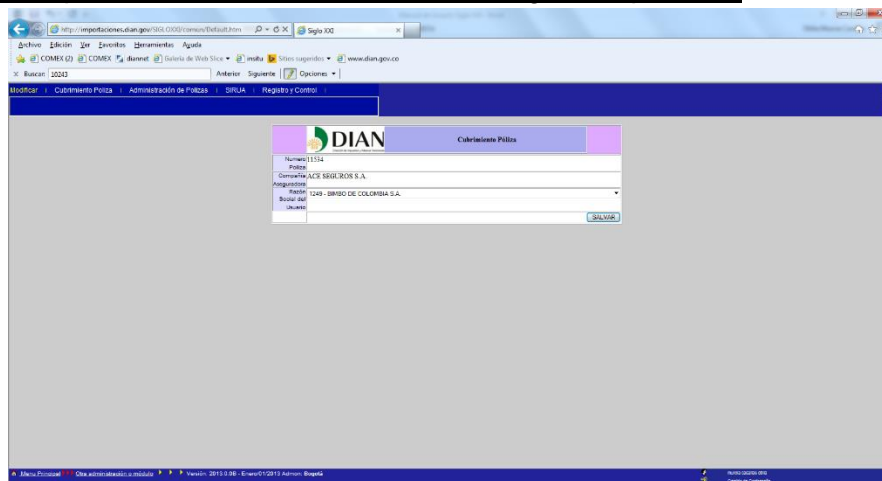 http://importaciones.dian.gov/SIGLOXXI/comun/Default.htm
Siglo XXI
Archivo Edición Ver Favoritos Herramientas Ayuda
COMEX (2) COMEX diannet Galería de Web Slice insitu Sitios sugeridos www.dian.gov.co
Buscar: 10243 Anterior Siguiente Opciones
Modificar | Cubrimiento Poliza | Administración de Polizas | SIRUA | Registro y Control |
DIAN
Cubrimiento Póliza
Numero Poliza 11534
Compañia Aseguradora ACE SEGUROS S.A.
Razón Social del Usuario 1249 - BIMBO DE COLOMBIA S.A.
SALVAR
Menu Principal Otra administración o módulo Versión: 2013.0.0B - Enero/01/2013 Admon: Bogotá